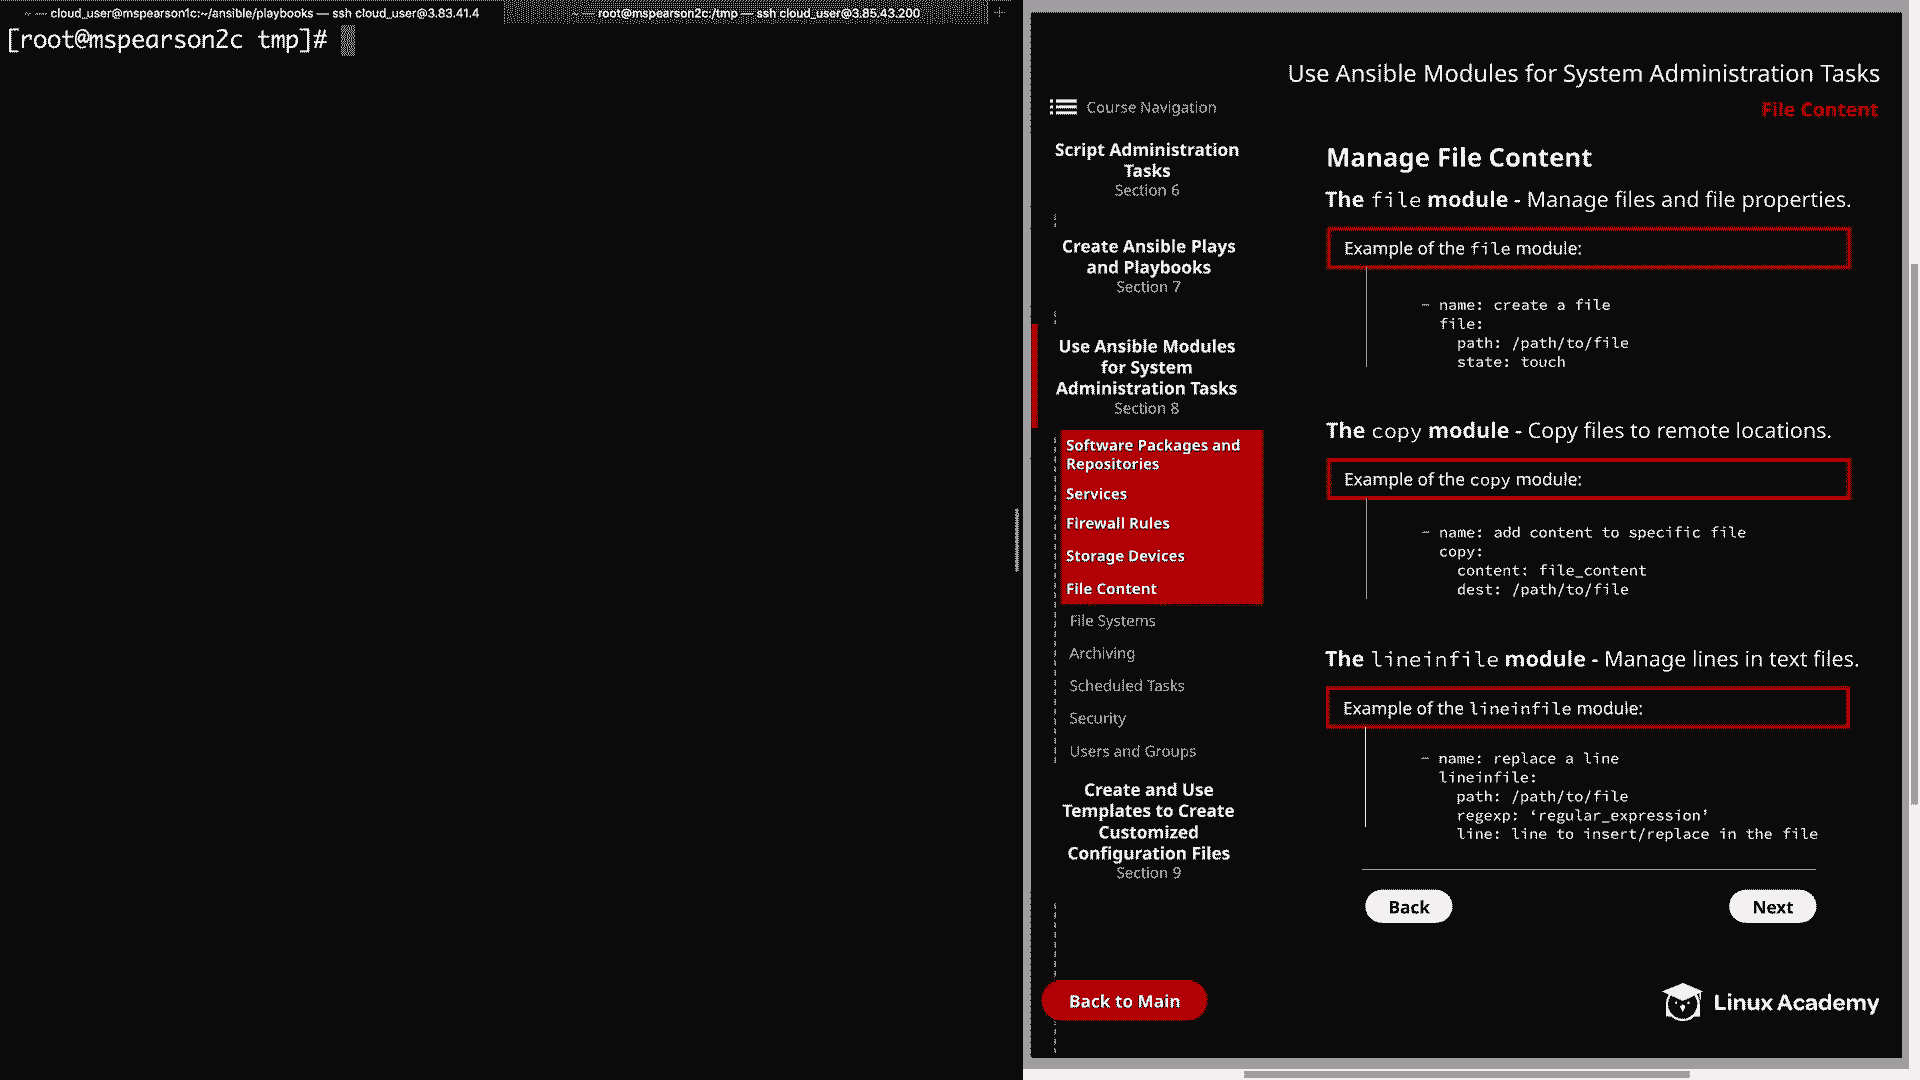 ~ — cloud_user@mspearson1c:~/ansible/playbooks — ssh cloud_user@3.83.41.4
~ — root@mspearson2c:/tmp — ssh cloud_user@3.85.43.200
+
[root@mspearson2c tmp]#
Use Ansible Modules for System Administration Tasks
File Content
Course Navigation
Script Administration
Tasks
Section 6
Create Ansible Plays
and Playbooks
Section 7
Use Ansible Modules
for System
Administration Tasks
Section 8
Software Packages and
Repositories
Services
Firewall Rules
Storage Devices
File Content
File Systems
Archiving
Scheduled Tasks
Security
Users and Groups
Create and Use
Templates to Create
Customized
Configuration Files
Section 9
Back to Main
Manage File Content
The file module - Manage files and file properties.
Example of the file module:
- name: create a file
file:
path: /path/to/file
state: touch
The copy module - Copy files to remote locations.
Example of the copy module:
- name: add content to specific file
copy:
content: file_content
dest: /path/to/file
The lineinfile module - Manage lines in text files.
Example of the lineinfile module:
- name: replace a line
lineinfile:
path: /path/to/file
regexp: ‘regular_expression’
line: line to insert/replace in the file
Back
Next
Linux Academy